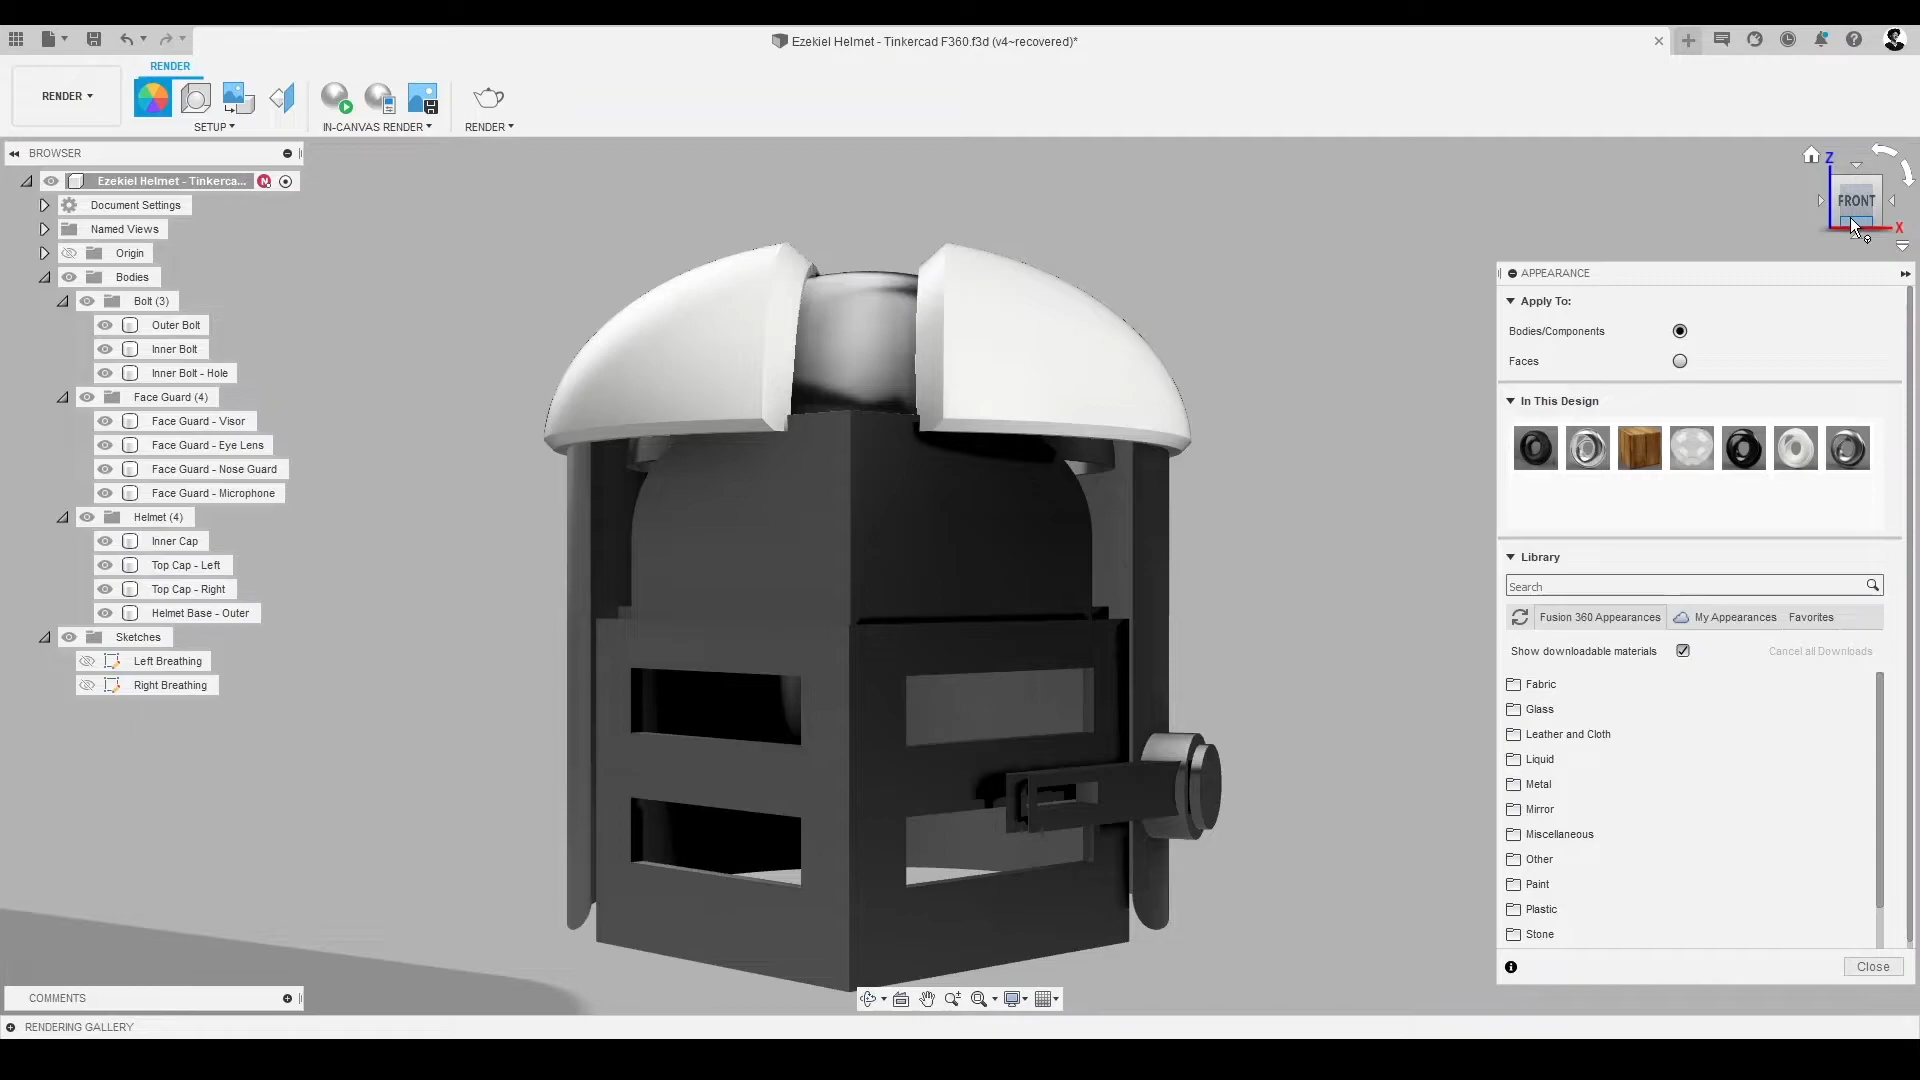 Ezekiel Helmet - Tinkercad F360.f3d (v4~recovered)*
RENDER
RENDER
SETUP
IN-CANVAS RENDER
RENDER
BROWSER
Ezekiel Helmet - Tinkerca...
N
Document Settings
Named Views
Origin
Bodies
Bolt (3)
Outer Bolt
Inner Bolt
Inner Bolt - Hole
Face Guard (4)
Face Guard - Visor
Face Guard - Eye Lens
Face Guard - Nose Guard
Face Guard - Microphone
Helmet (4)
Inner Cap
Top Cap - Left
Top Cap - Right
Helmet Base - Outer
Sketches
Left Breathing
Right Breathing
Z
FRONT
X
APPEARANCE
Apply To:
Bodies/Components
Faces
In This Design
Library
Search
Fusion 360 Appearances My Appearances Favorites
Show downloadable materials Cancel all Downloads
Fabric
Glass
Leather and Cloth
Liquid
Metal
Mirror
Miscellaneous
Other
Paint
Plastic
Stone
Close
COMMENTS
RENDERING GALLERY